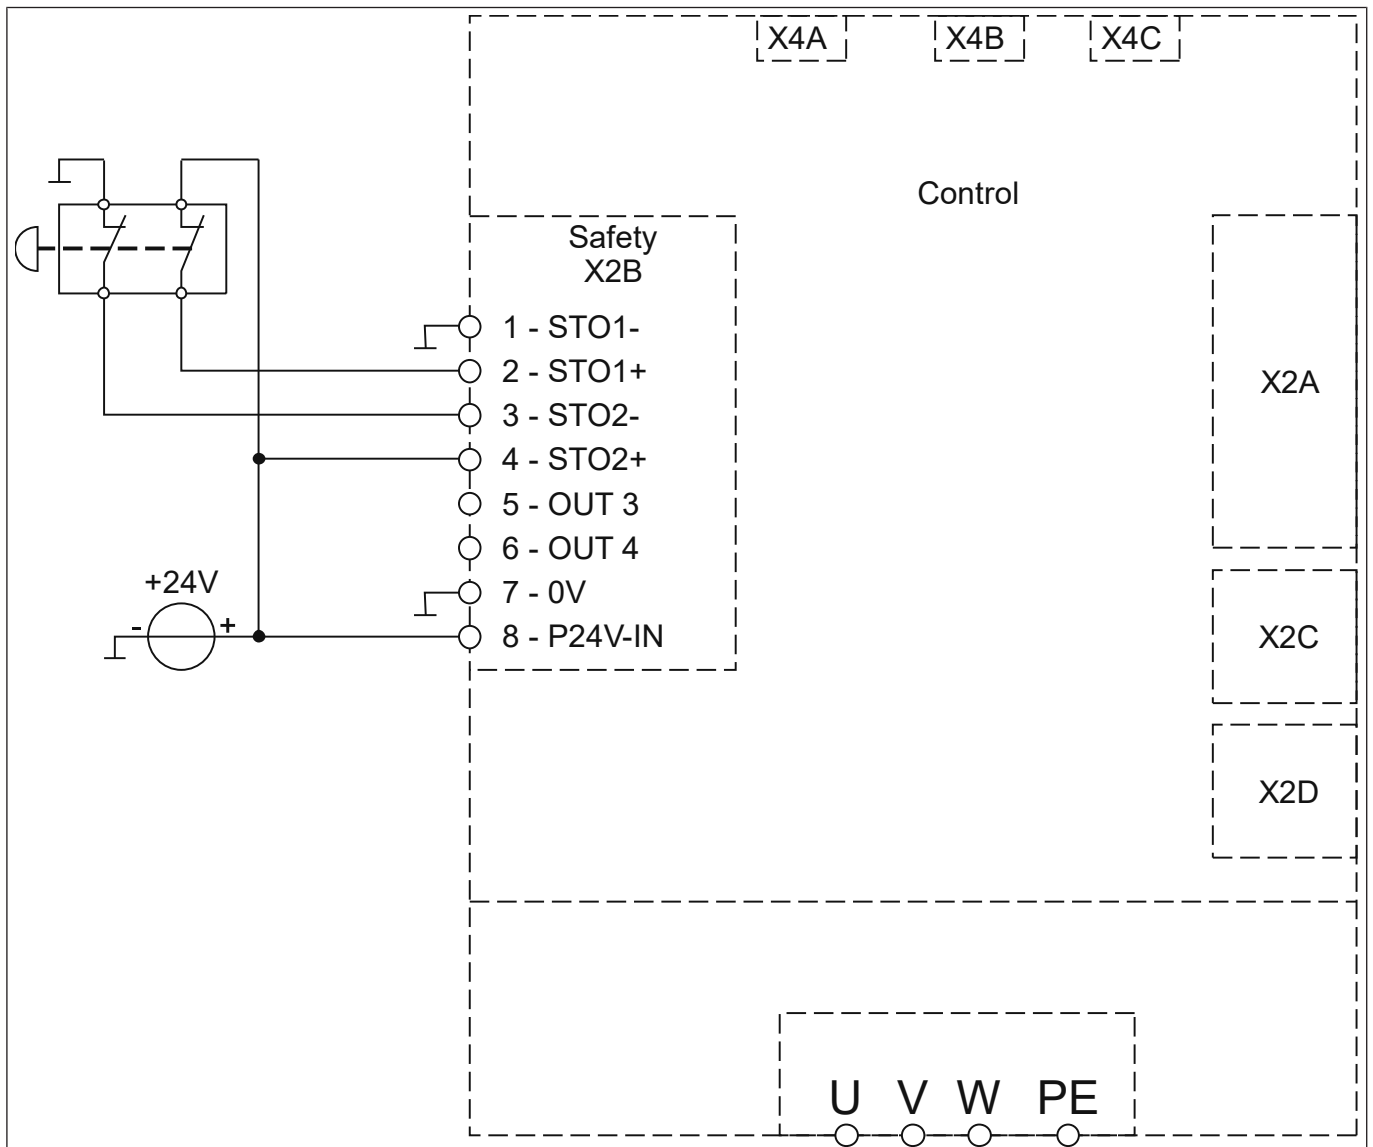 X4A X4B X4C
Control
Safety
X2B
1 - STO1-
2 - STO1+
3 - STO2-
4 - STO2+
5 - OUT 3
6 - OUT 4
7 - 0V
8 - P24V-IN
+24V
- +
X2A
X2C
X2D
U V W PE